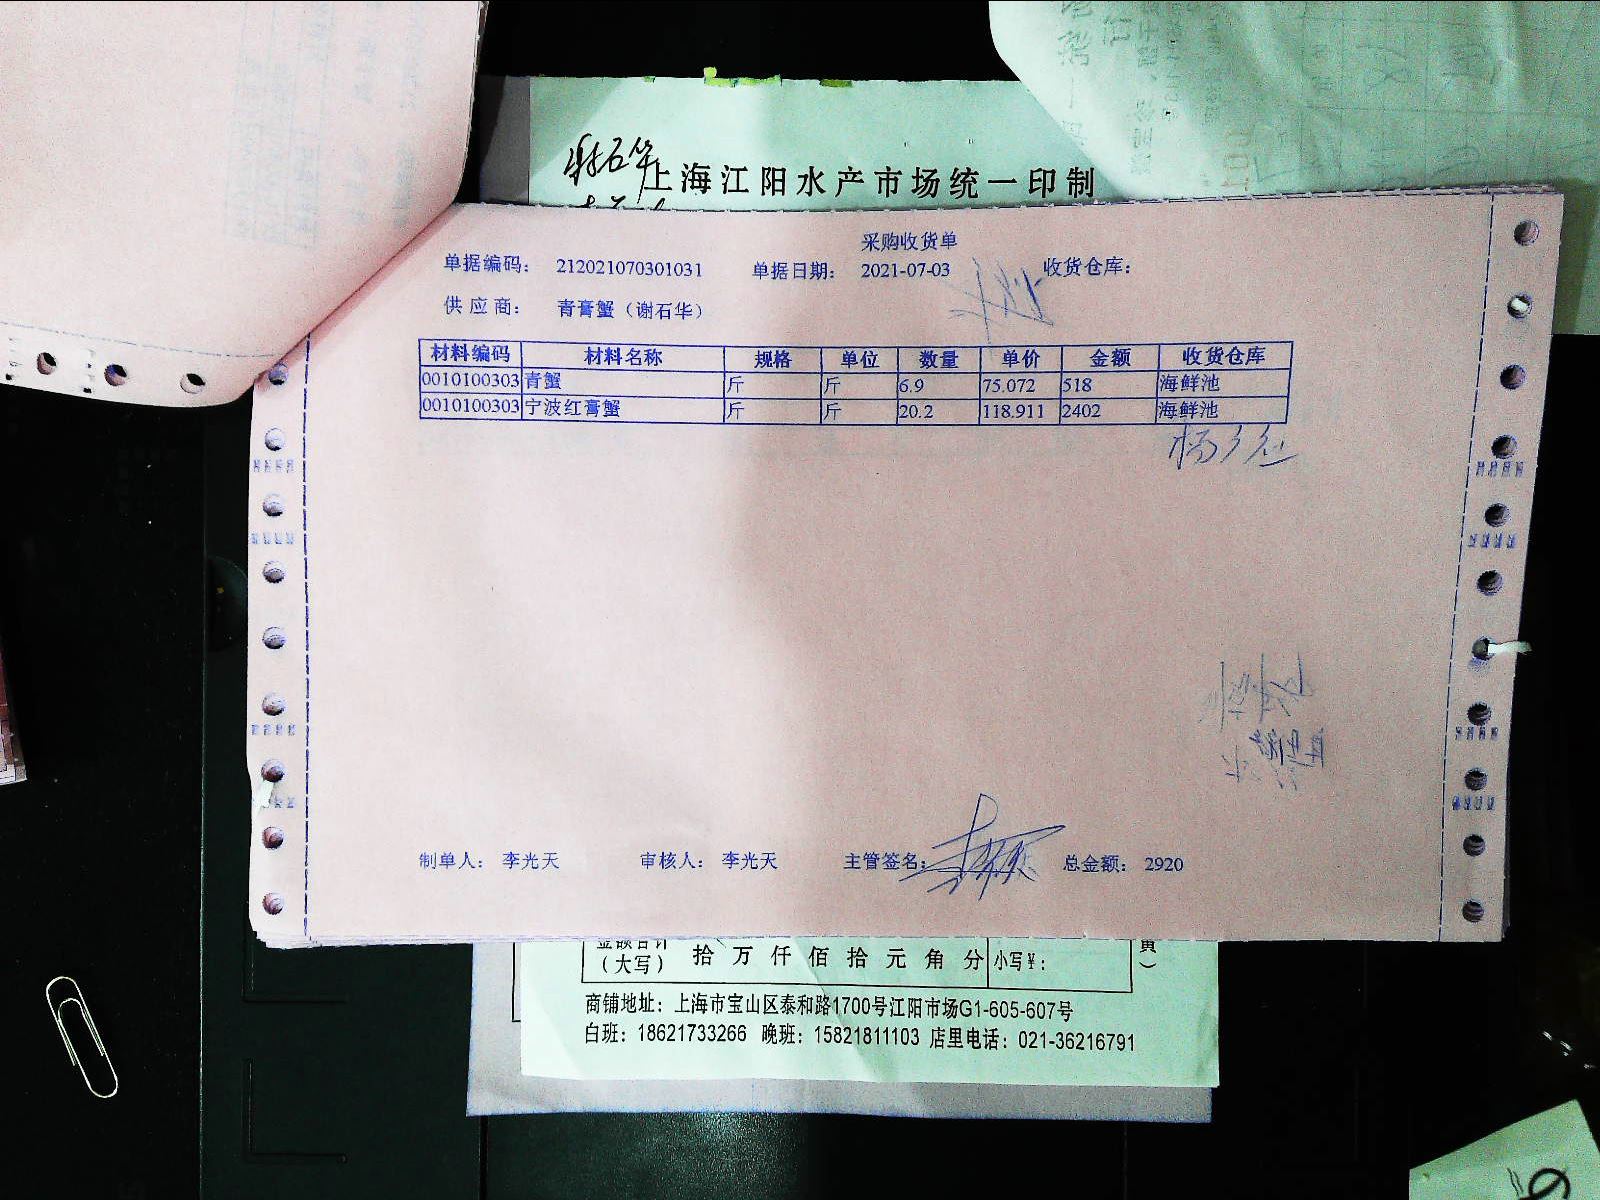 谢石华
上海江阳水产市场统一印制
采购收货单
单据编码： 212021070301031 单据日期： 2021-07-03 收货仓库：
供应商： 青膏蟹（谢石华）
材料编码 材料名称 规格 单位 数量 单价 金额 收货仓库
0010100303 青蟹 斤 斤 6.9 75.072 518 海鲜池
0010100303 宁波红膏蟹 斤 斤 20.2 118.911 2402 海鲜池
制单人： 李光天 审核人： 李光天 主管签名： 总金额： 2920
金额合计
（大写） 拾 万 仟 佰 拾 元 角 分 小写¥：
商铺地址：上海市宝山区泰和路1700号江阳市场G1-605-607号
白班：18621733266 晚班：15821811103 店里电话：021-36216791